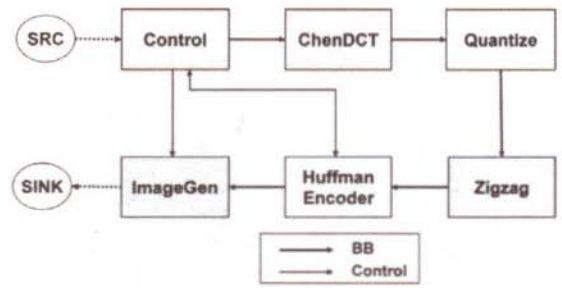 SRC
Control
ChenDCT
Quantize
SINK
ImageGen
Huffman
Encoder
Zigzag
BB
Control